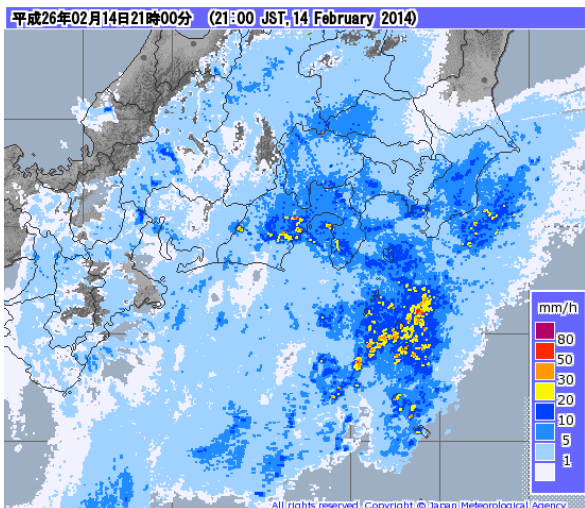 平成26年02月14日21時00分 (21:00 JST, 14 February 2014)
mm/h
80
50
30
20
10
5
1
All rights reserved. Copyright © Japan Meteorological Agency